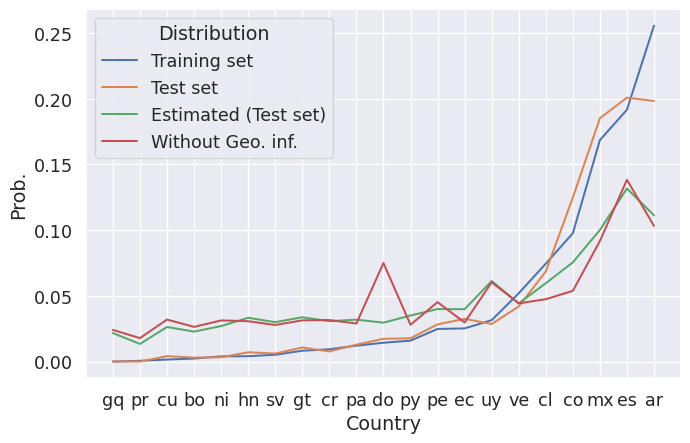 Distribution
Training set
Test set
Estimated (Test set)
Without Geo. inf.
0.25
0.20
0.15
0.10
0.05
0.00
Prob.
gq pr cu bo ni hn sv gt cr pa do py pe ec uy ve cl co mx es ar
Country